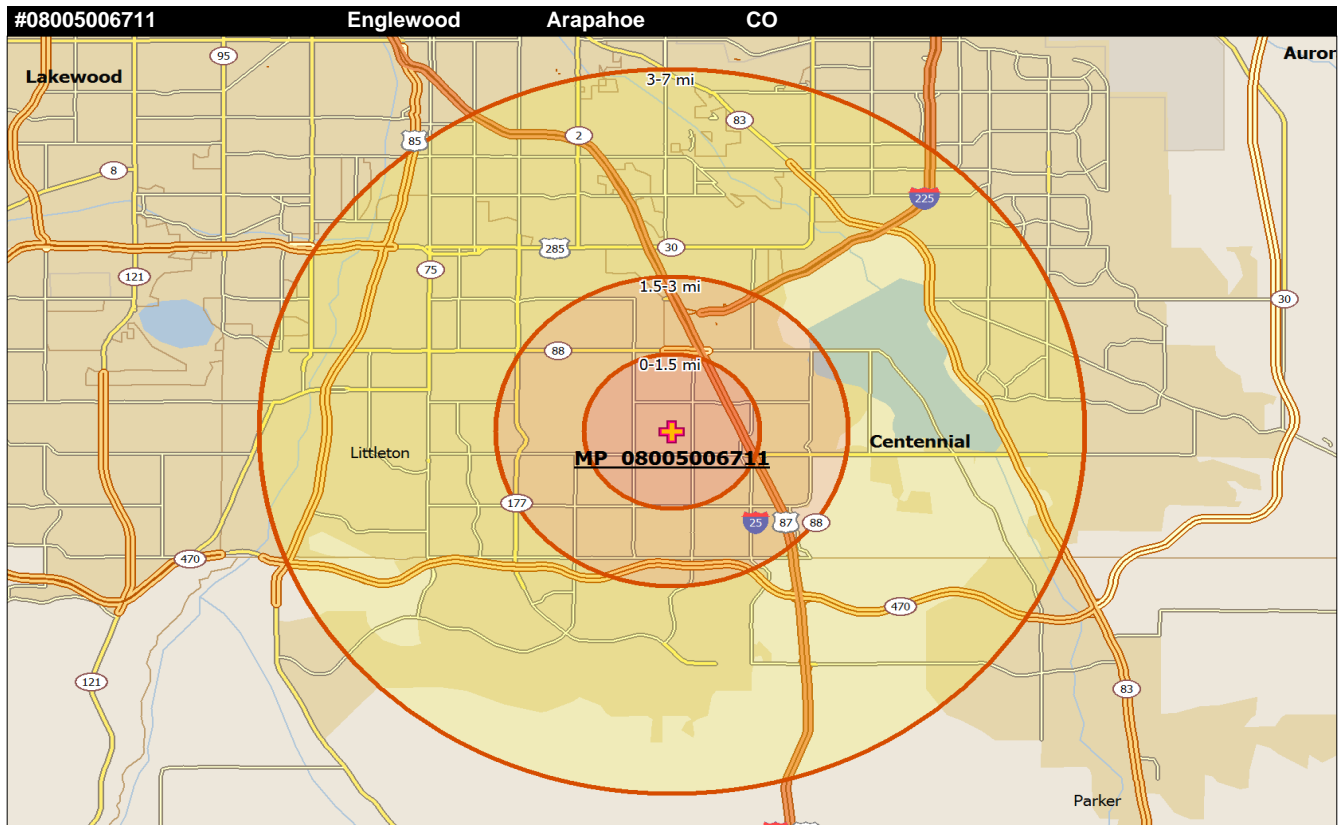 #08005006711 Englewood Arapahoe CO
95
Auror
Lakewood
3-7 mi
83
2
85
8
225
285
30
75
121
1.5-3 mi
30
88
0-1.5 mi
Centennial
Littleton
MP 08005006711
177
25 87 88
470
470
121
83
Parker